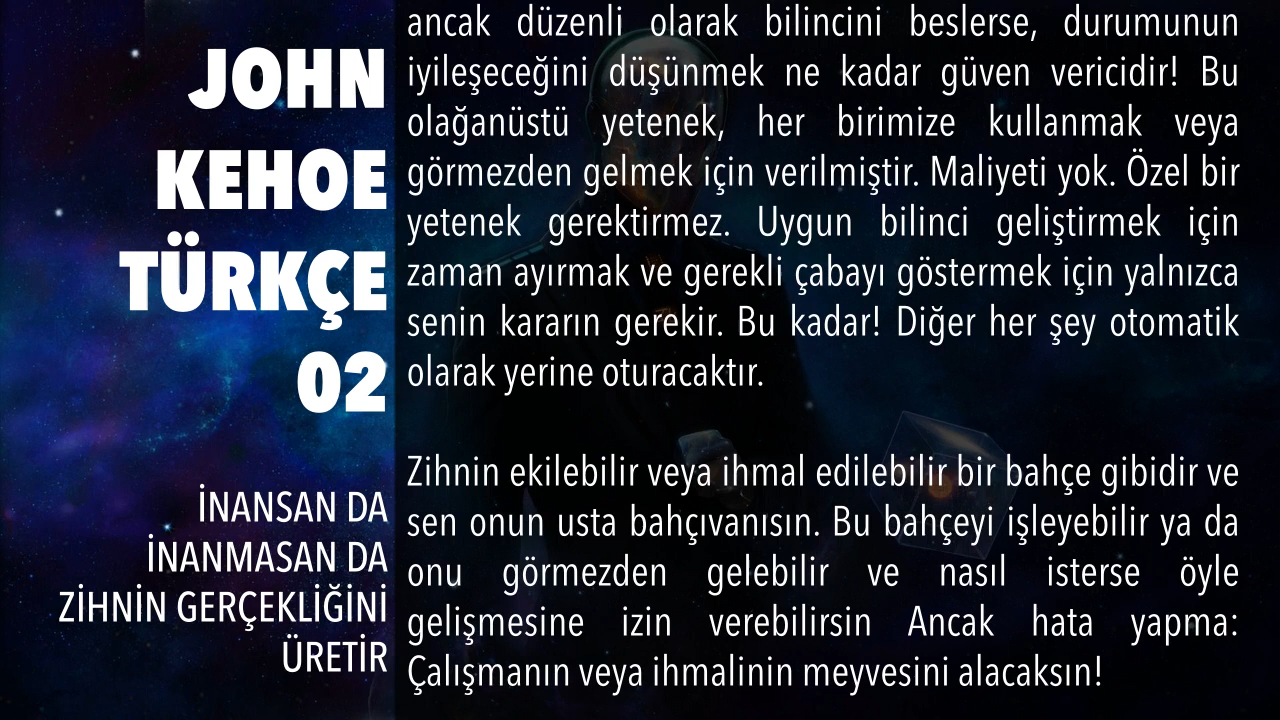 JOHN
KEHOE
TÜRKÇE
02
İNANSAN DA
İNANMASAN DA
ZİHNİN GERÇEKLİĞİNİ
ÜRETİR
ancak düzenli olarak bilincini beslerse, durumunun
iyileşeceğini düşünmek ne kadar güven vericidir! Bu
olağanüstü yetenek, her birimize kullanmak veya
görmezden gelmek için verilmiştir. Maliyeti yok. Özel bir
yetenek gerektirmez. Uygun bilinci geliştirmek için
zaman ayırmak ve gerekli çabayı göstermek için yalnızca
senin kararın gerekir. Bu kadar! Diğer her şey otomatik
olarak yerine oturacaktır.
Zihnin ekilebilir veya ihmal edilebilir bir bahçe gibidir ve
sen onun usta bahçıvanısın. Bu bahçeyi işleyebilir ya da
onu görmezden gelebilir ve nasıl isterse öyle
gelişmesine izin verebilirsin Ancak hata yapma:
Çalışmanın veya ihmalinin meyvesini alacaksın!